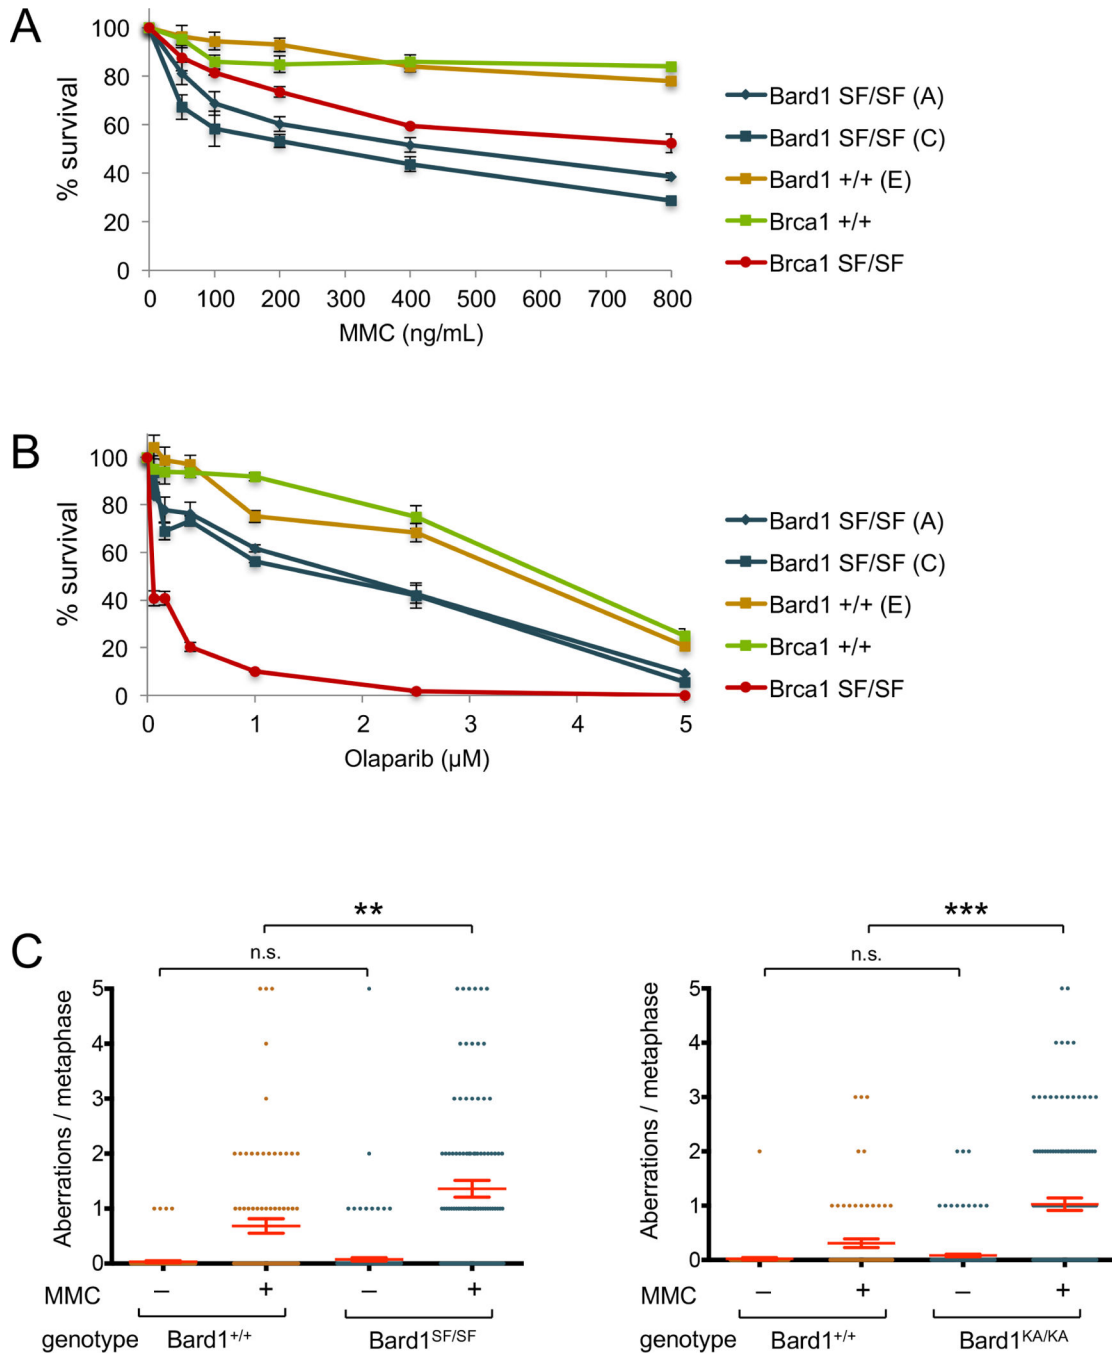 A
% survival
100
80
60
40
20
0
0 100 200 300 400 500 600 700 800
MMC (ng/mL)
Bard1 SF/SF (A)
Bard1 SF/SF (C)
Bard1 +/+ (E)
Brca1 +/+
Brca1 SF/SF
B
% survival
100
80
60
40
20
0
0 1 2 3 4 5
Olaparib (µM)
Bard1 SF/SF (A)
Bard1 SF/SF (C)
Bard1 +/+ (E)
Brca1 +/+
Brca1 SF/SF
C
**
n.s.
Aberrations / metaphase
5
4
3
2
1
0
MMC − + − +
genotype Bard1+/+ Bard1SF/SF
***
n.s.
Aberrations / metaphase
5
4
3
2
1
0
MMC − + − +
genotype Bard1+/+ Bard1KA/KA